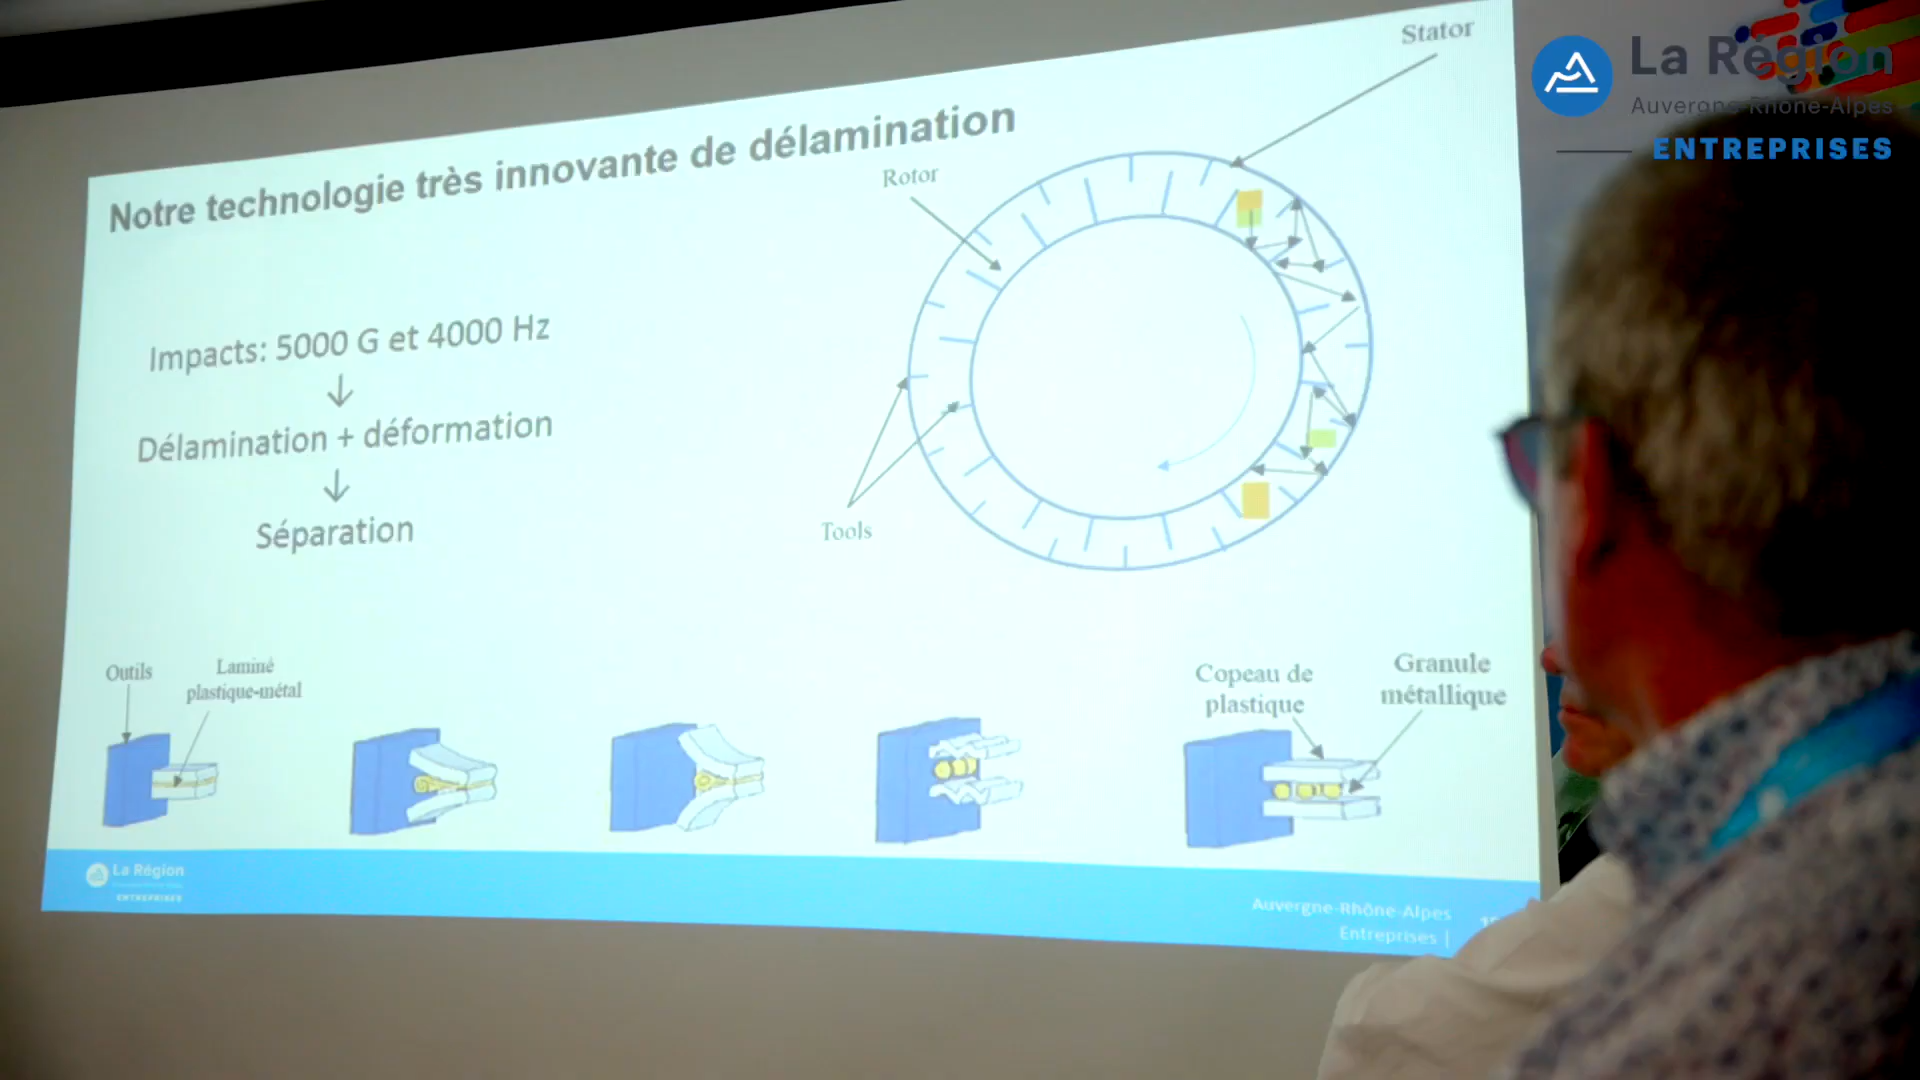 La Région
Auvergne-Rhône-Alpes
ENTREPRISES
Notre technologie très innovante de délamination
Stator
Rotor
Impacts: 5000 G et 4000 Hz
↓
Délamination + déformation
↓
Séparation
Tools
Outils
Laminé
plastique-métal
Copeau de
plastique
Granule
métallique
La Région
ENTREPRISES
Auvergne-Rhône-Alpes
Entreprises |